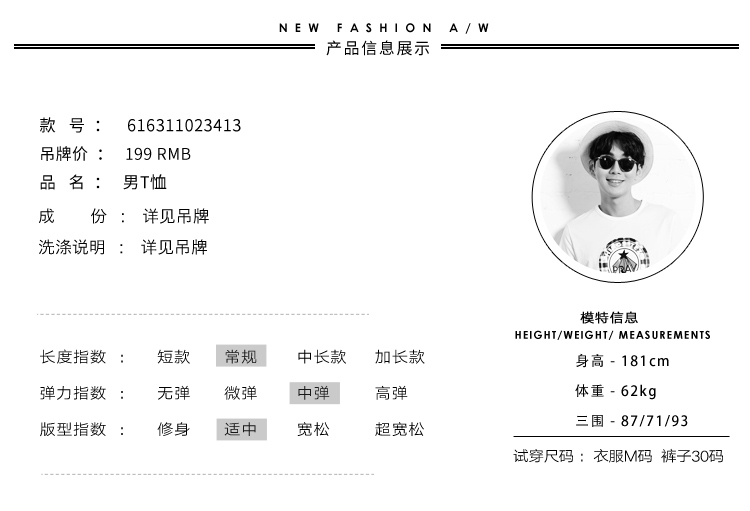 NEW FASHION A/W
产品信息展示
款 号： 616311023413
吊牌价： 199 RMB
品 名： 男T恤
成 份： 详见吊牌
洗涤说明： 详见吊牌
PRAY
模特信息
HEIGHT/WEIGHT/ MEASUREMENTS
身高 - 181cm
体重 - 62kg
三围 - 87/71/93
试穿尺码： 衣服M码 裤子30码
长度指数： 短款 常规 中长款 加长款
弹力指数： 无弹 微弹 中弹 高弹
版型指数： 修身 适中 宽松 超宽松